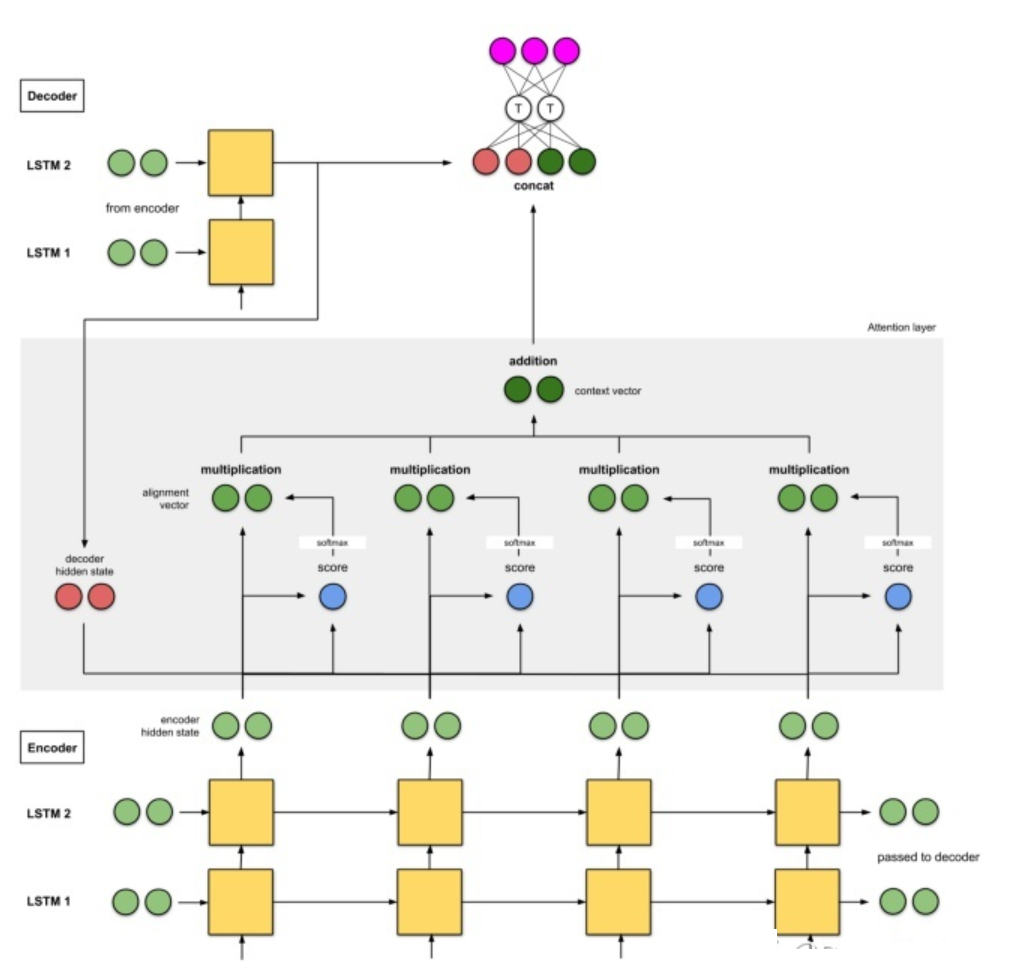 Decoder
T T
LSTM 2
concat
from encoder
LSTM 1
Attention layer
addition
context vector
multiplication multiplication multiplication multiplication
alignment
vector
softmax softmax softmax softmax
decoder
hidden state
score score score score
encoder
hidden state
Encoder
LSTM 2
passed to decoder
LSTM 1